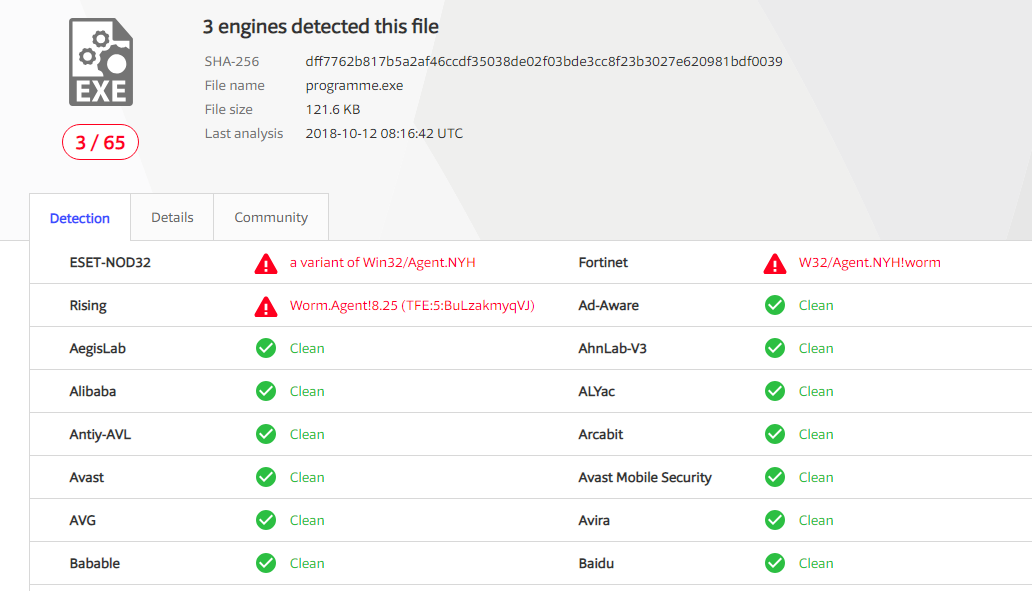 3 engines detected this file
EXE
SHA-256 dff7762b817b5a2af46ccdf35038de02f03bde3cc8f23b3027e620981bdf0039
File name programme.exe
File size 121.6 KB
3 / 65
Last analysis 2018-10-12 08:16:42 UTC
Detection Details Community
ESET-NOD32 a variant of Win32/Agent.NYH Fortinet W32/Agent.NYH!worm
Rising Worm.Agent!8.25 (TFE:5:BuLzakmyqVJ) Ad-Aware Clean
AegisLab Clean AhnLab-V3 Clean
Alibaba Clean ALYac Clean
Antiy-AVL Clean Arcabit Clean
Avast Clean Avast Mobile Security Clean
AVG Clean Avira Clean
Babable Clean Baidu Clean